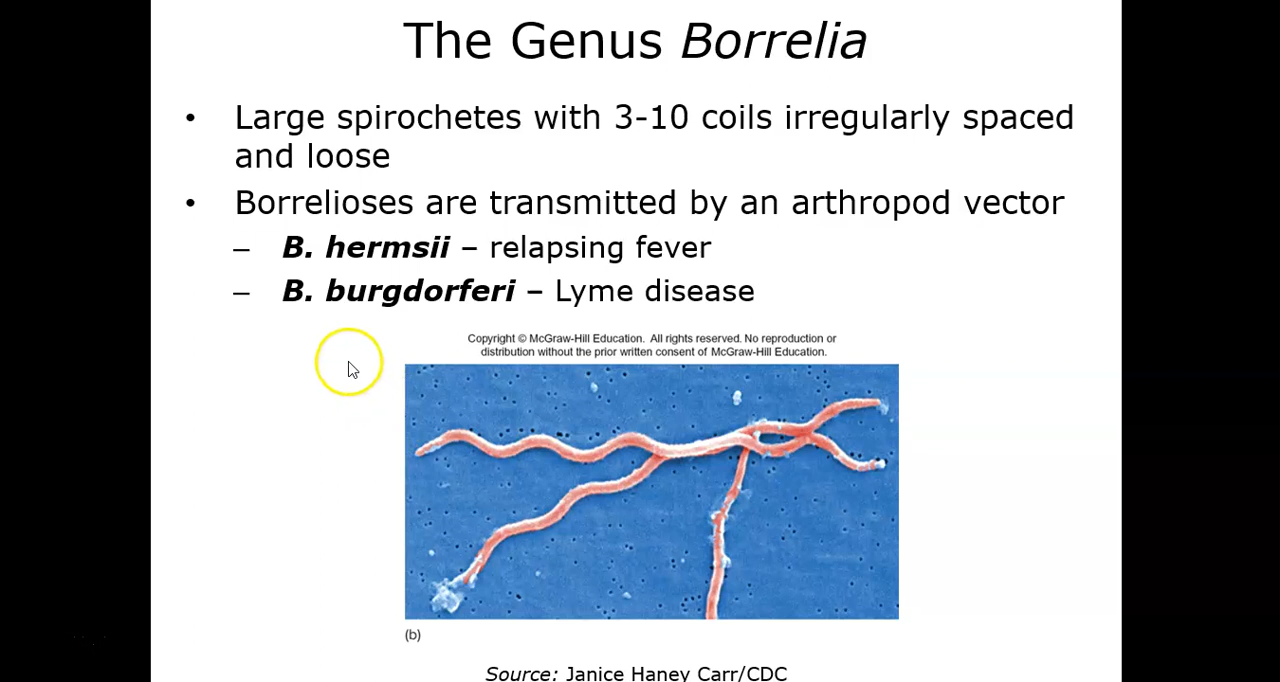 The Genus Borrelia
• Large spirochetes with 3-10 coils irregularly spaced
and loose
• Borrelioses are transmitted by an arthropod vector
– B. hermsii – relapsing fever
– B. burgdorferi – Lyme disease
Copyright © McGraw-Hill Education. All rights reserved. No reproduction or
distribution without the prior written consent of McGraw-Hill Education.
(b)
Source: Janice Haney Carr/CDC